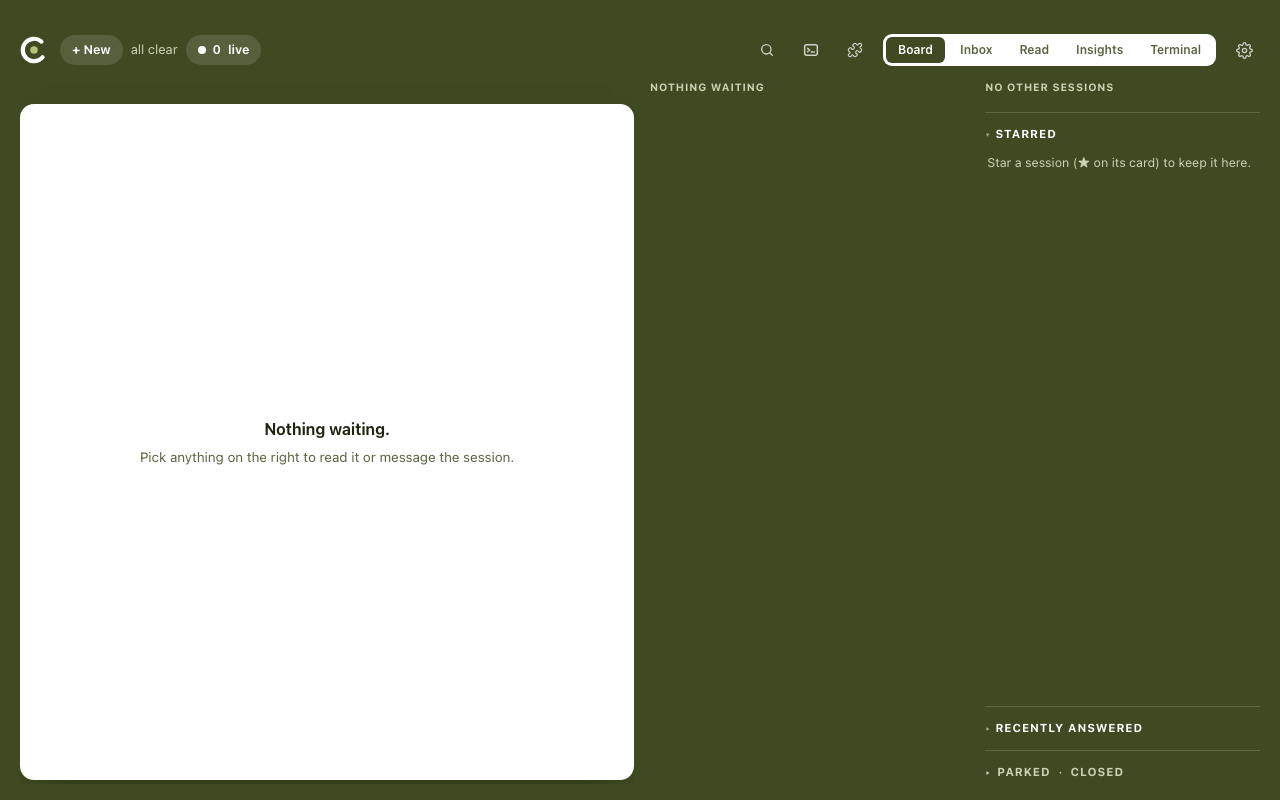 + New all clear 0 live Board Inbox Read Insights Terminal
NOTHING WAITING
NO OTHER SESSIONS
STARRED
Star a session (★ on its card) to keep it here.
Nothing waiting.
Pick anything on the right to read it or message the session.
RECENTLY ANSWERED
PARKED · CLOSED